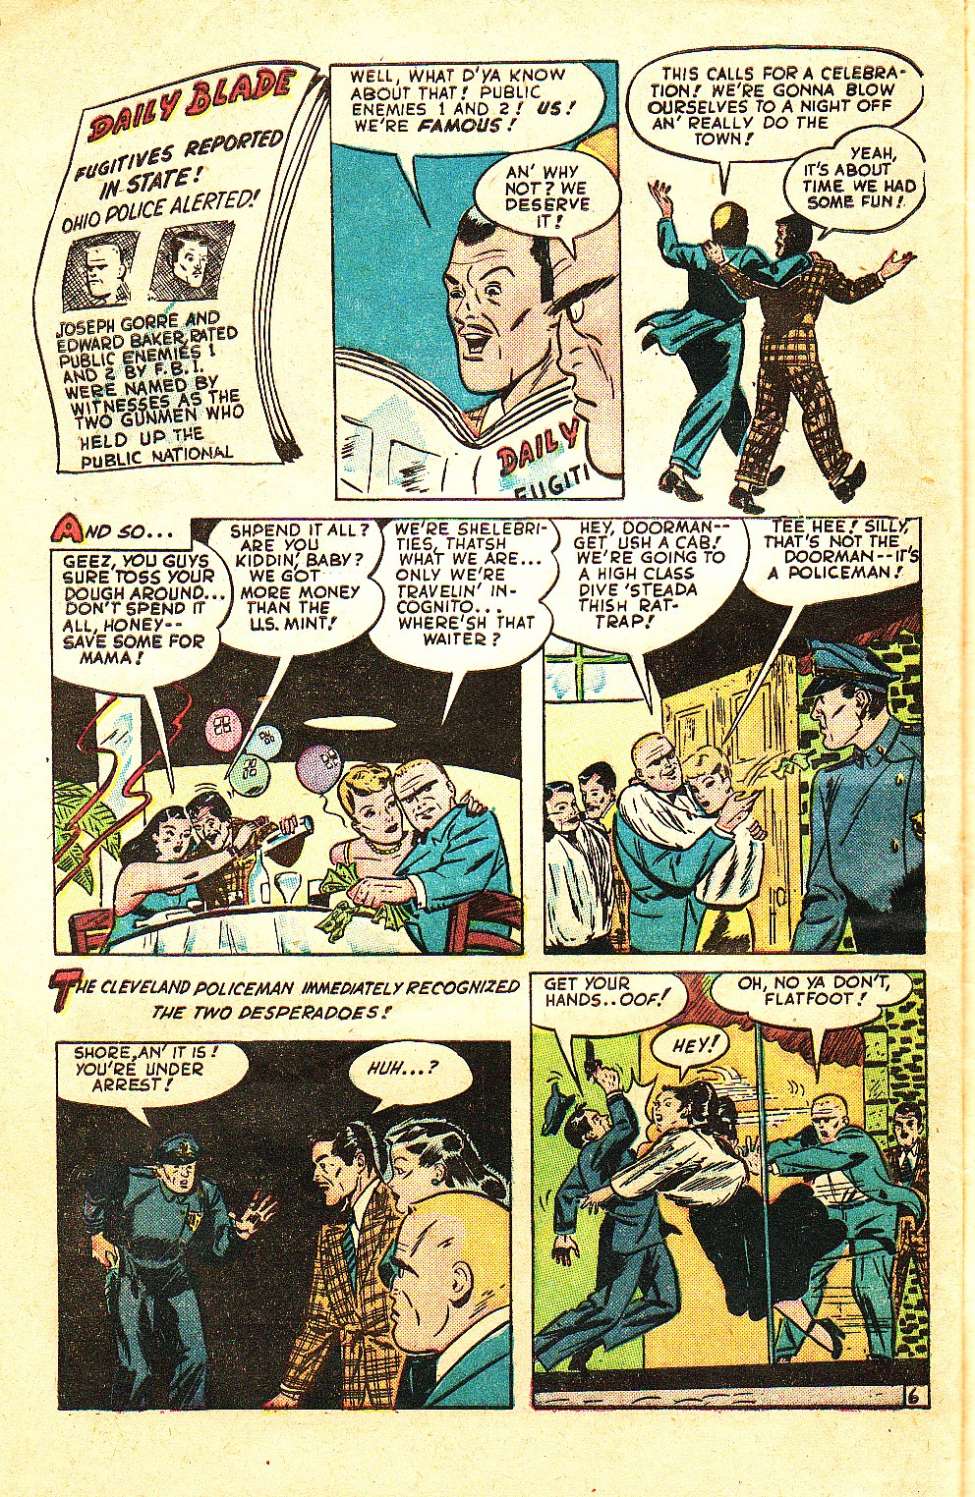 DAILY BLADE
FUGITIVES REPORTED
IN STATE!
OHIO POLICE ALERTED!
JOSEPH GORRE AND
EDWARD BAKER, RATED
PUBLIC ENEMIES 1
AND 2 BY F.B.I.
WERE NAMED BY
WITNESSES AS THE
TWO GUNMEN WHO
HELD UP THE
PUBLIC NATIONAL
WELL, WHAT D'YA KNOW
ABOUT THAT! PUBLIC
ENEMIES 1 AND 2! US!
WE'RE FAMOUS!
AN' WHY
NOT? WE
DESERVE
IT!
DAILY
FUGITI
THIS CALLS FOR A CELEBRA-
TION! WE'RE GONNA BLOW
OURSELVES TO A NIGHT OFF
AN' REALLY DO THE
TOWN!
YEAH,
IT'S ABOUT
TIME WE HAD
SOME FUN!
AND SO...
GEEZ, YOU GUYS
SURE TOSS YOUR
DOUGH AROUND...
DON'T SPEND IT
ALL, HONEY--
SAVE SOME FOR
MAMA!
SHPEND IT ALL?
ARE YOU
KIDDIN', BABY?
WE GOT
MORE MONEY
THAN THE
U.S. MINT!
WE'RE SHELEBRI-
TIES, THATSH
WHAT WE ARE...
ONLY WE'RE
TRAVELIN' IN-
COGNITO...
WHERE'SH THAT
WAITER?
HEY, DOORMAN--
GET USH A CAB!
WE'RE GOING TO
A HIGH CLASS
DIVE 'STEADA
THISH RAT-
TRAP!
TEE HEE! SILLY,
THAT'S NOT THE
DOORMAN--IT'S
A POLICEMAN!
THE CLEVELAND POLICEMAN IMMEDIATELY RECOGNIZED
THE TWO DESPERADOES!
SHORE, AN' IT IS!
YOU'RE UNDER
ARREST!
HUH...?
GET YOUR
HANDS..OOF!
HEY!
OH, NO YA DON'T,
FLATFOOT!
6